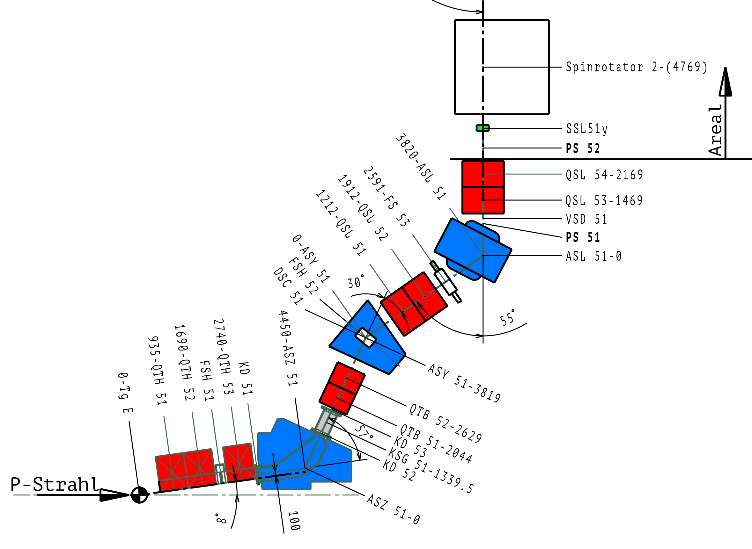 Spinrotator 2-(4769)
Areal
SSL51y
PS 52
3820-ASL 51
2591-FS 53
1912-QSL 52
1212-QSL 51
QSL 54-2169
QSL 53-1469
VSD 51
PS 51
ASL 51-0
0-ASY 51
FSH 52
DSC 51
30°
55°
4450-ASZ 51
2740-QTH 53
KD 51
1690-QTH 52
FSH 51
935-QTH 51
0-Tg E
ASY 51-3819
QTB 52-2629
QTB 51-2044
KD 53
KSG 51-1339.5
KD 52
57°
P-Strahl
ASZ 51-0
8°
100